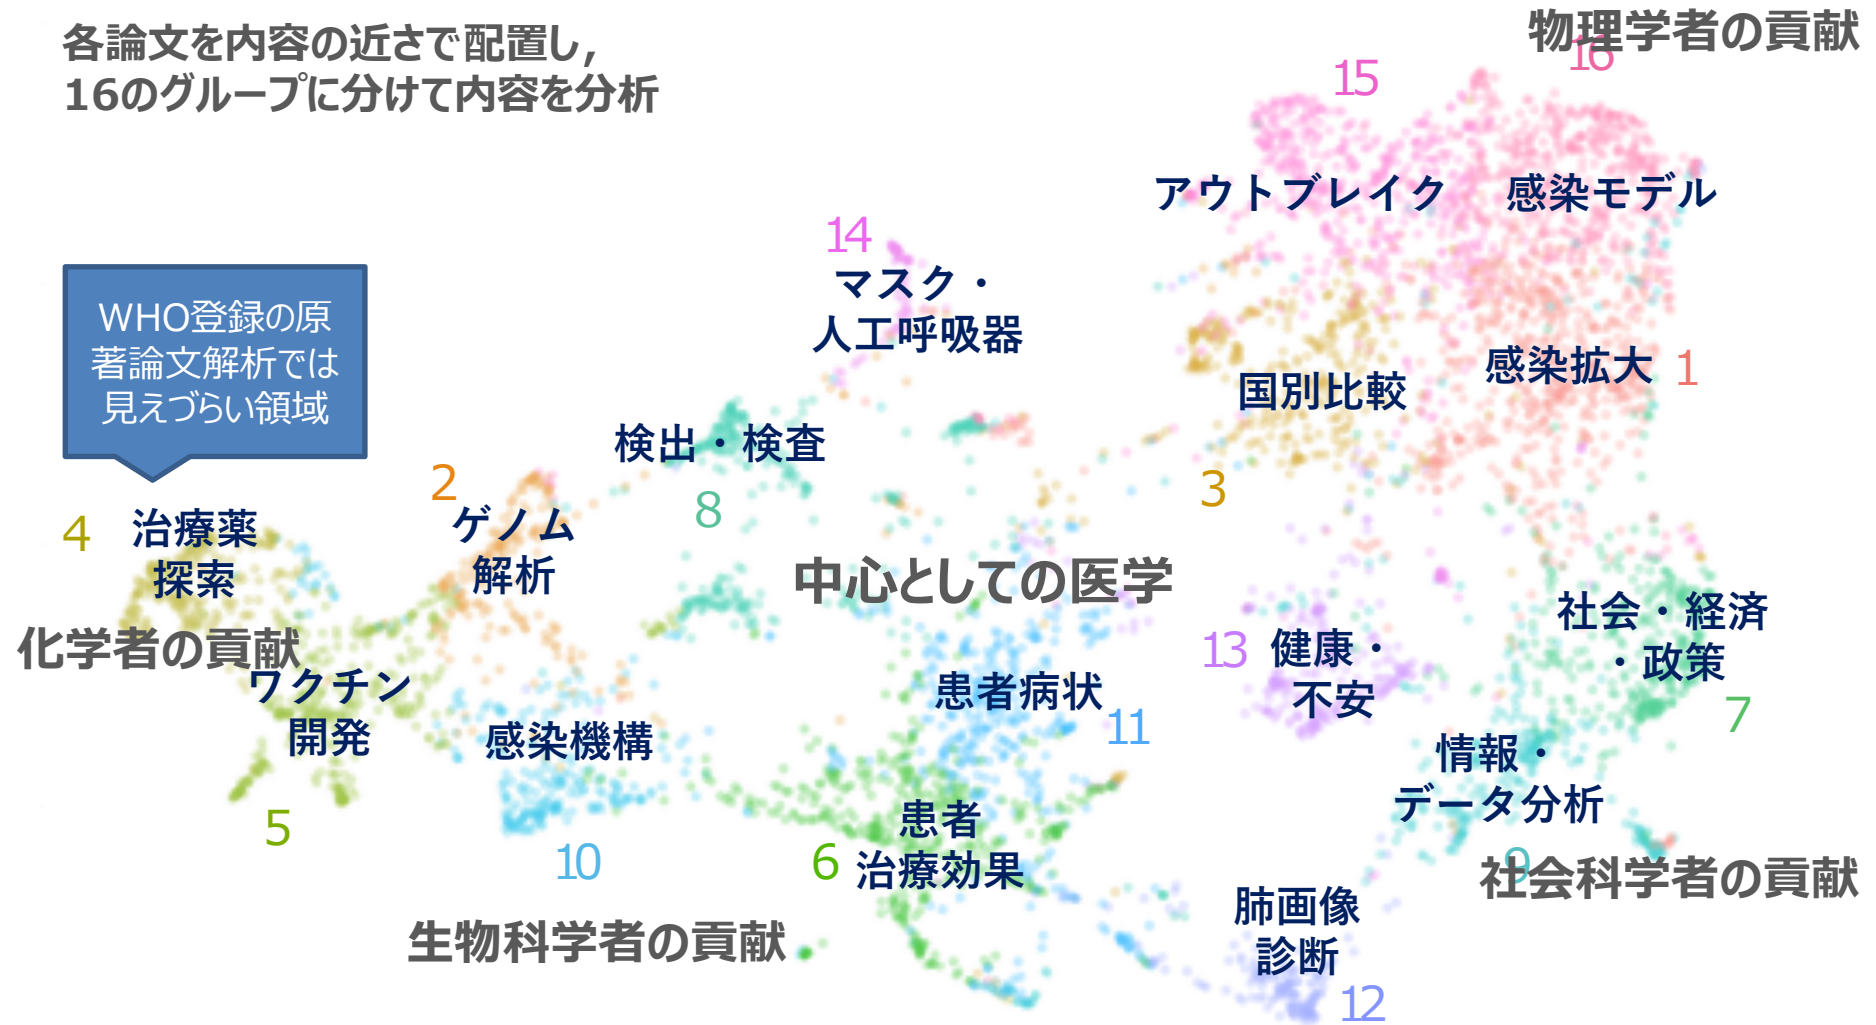 各論文を内容の近さで配置し,
16のグループに分けて内容を分析
物理学者の貢献
16
15
アウトブレイク
感染モデル
14
マスク・
人工呼吸器
WHO登録の原
著論文解析では
見えづらい領域
国別比較
感染拡大
1
検出・検査
2
3
8
4
治療薬
探索
ゲノム
解析
中心としての医学
化学者の貢献
社会・経済
・政策
13
健康・
不安
7
ワクチン
開発
感染機構
患者病状
11
情報・
データ分析
5
10
6
患者
治療効果
9
社会科学者の貢献
生物科学者の貢献
肺画像
診断
12